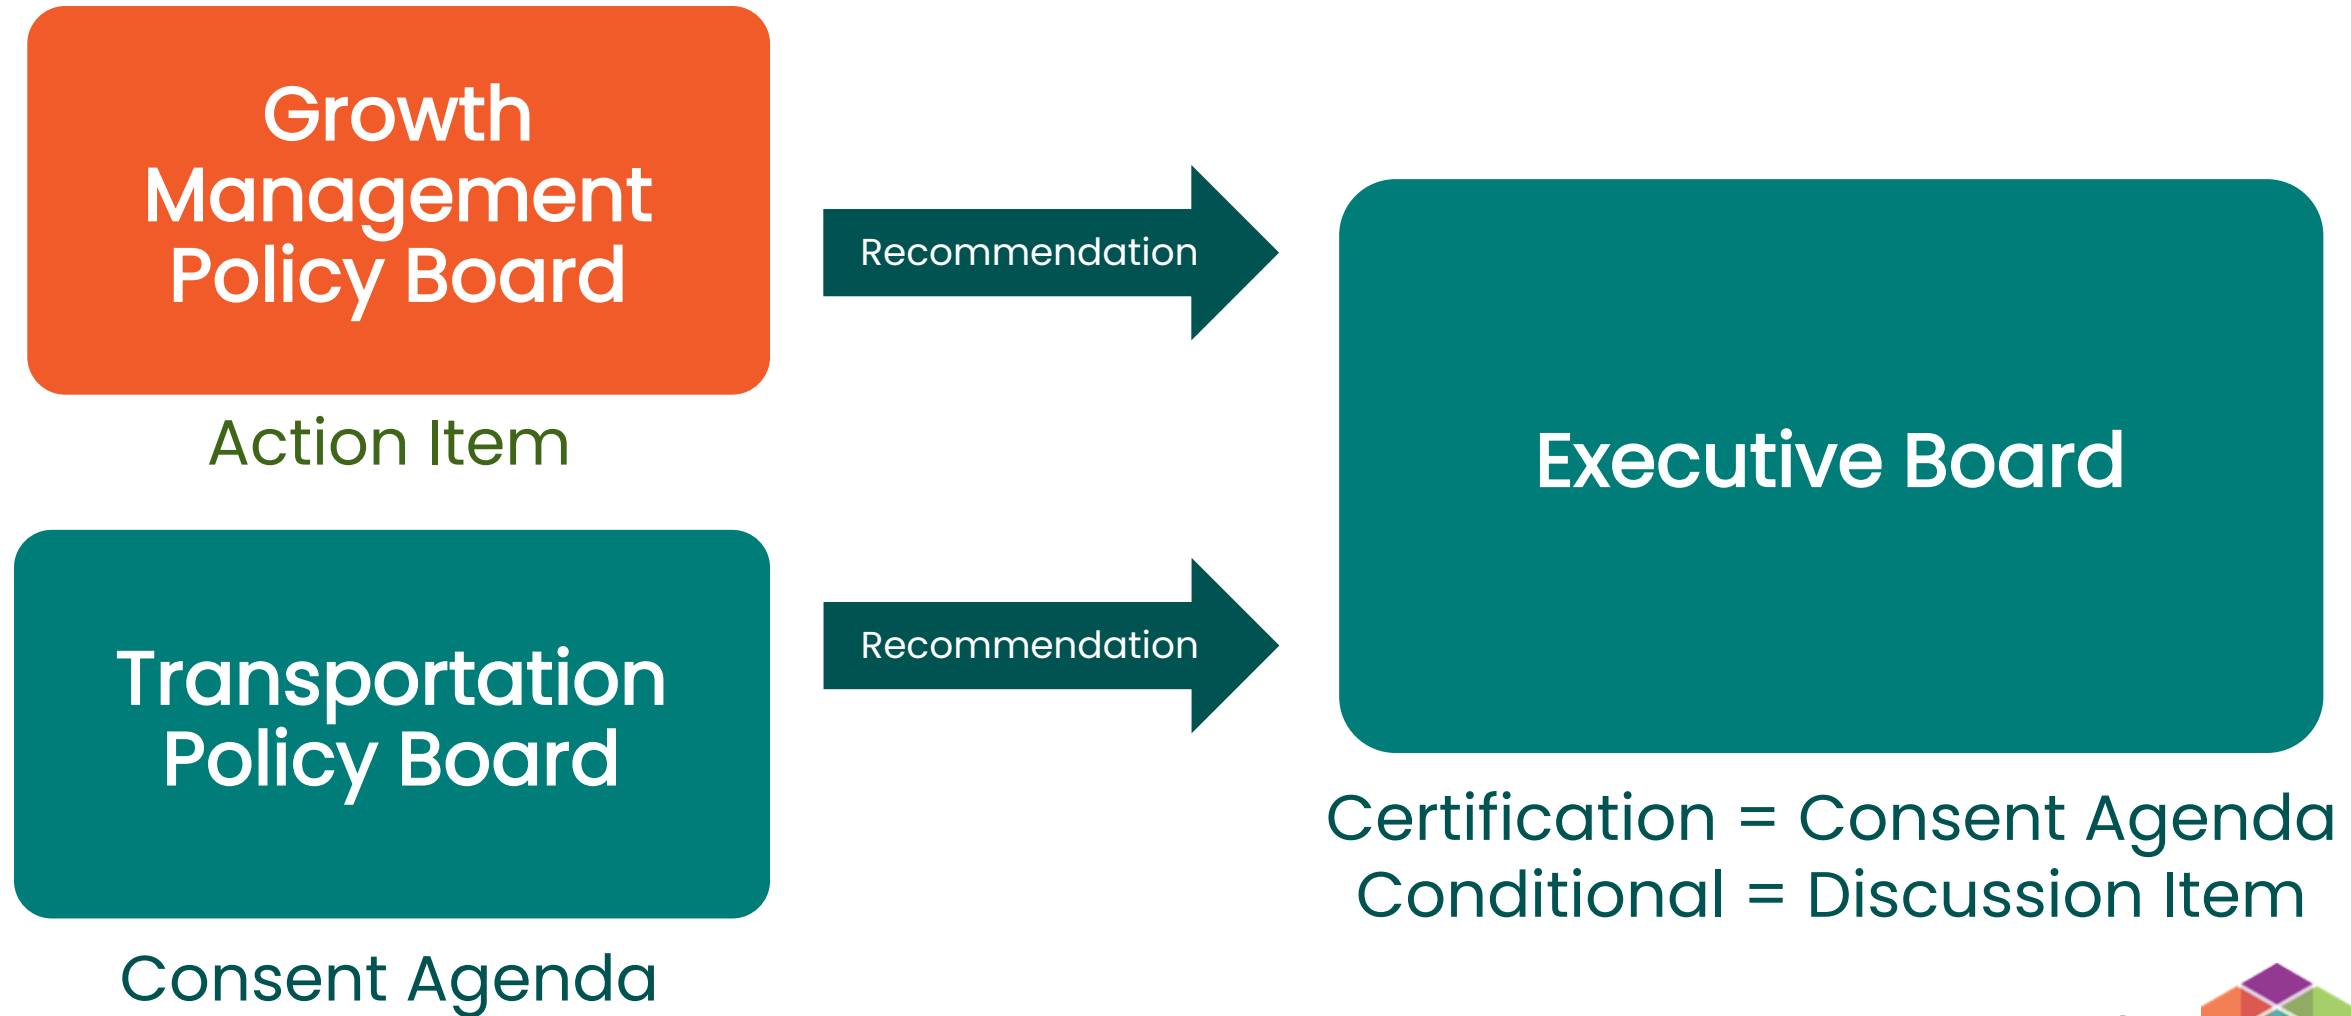 Growth
Management
Policy Board
Action Item
Recommendation
Transportation
Policy Board
Consent Agenda
Recommendation
Executive Board
Certification = Consent Agenda
Conditional = Discussion Item